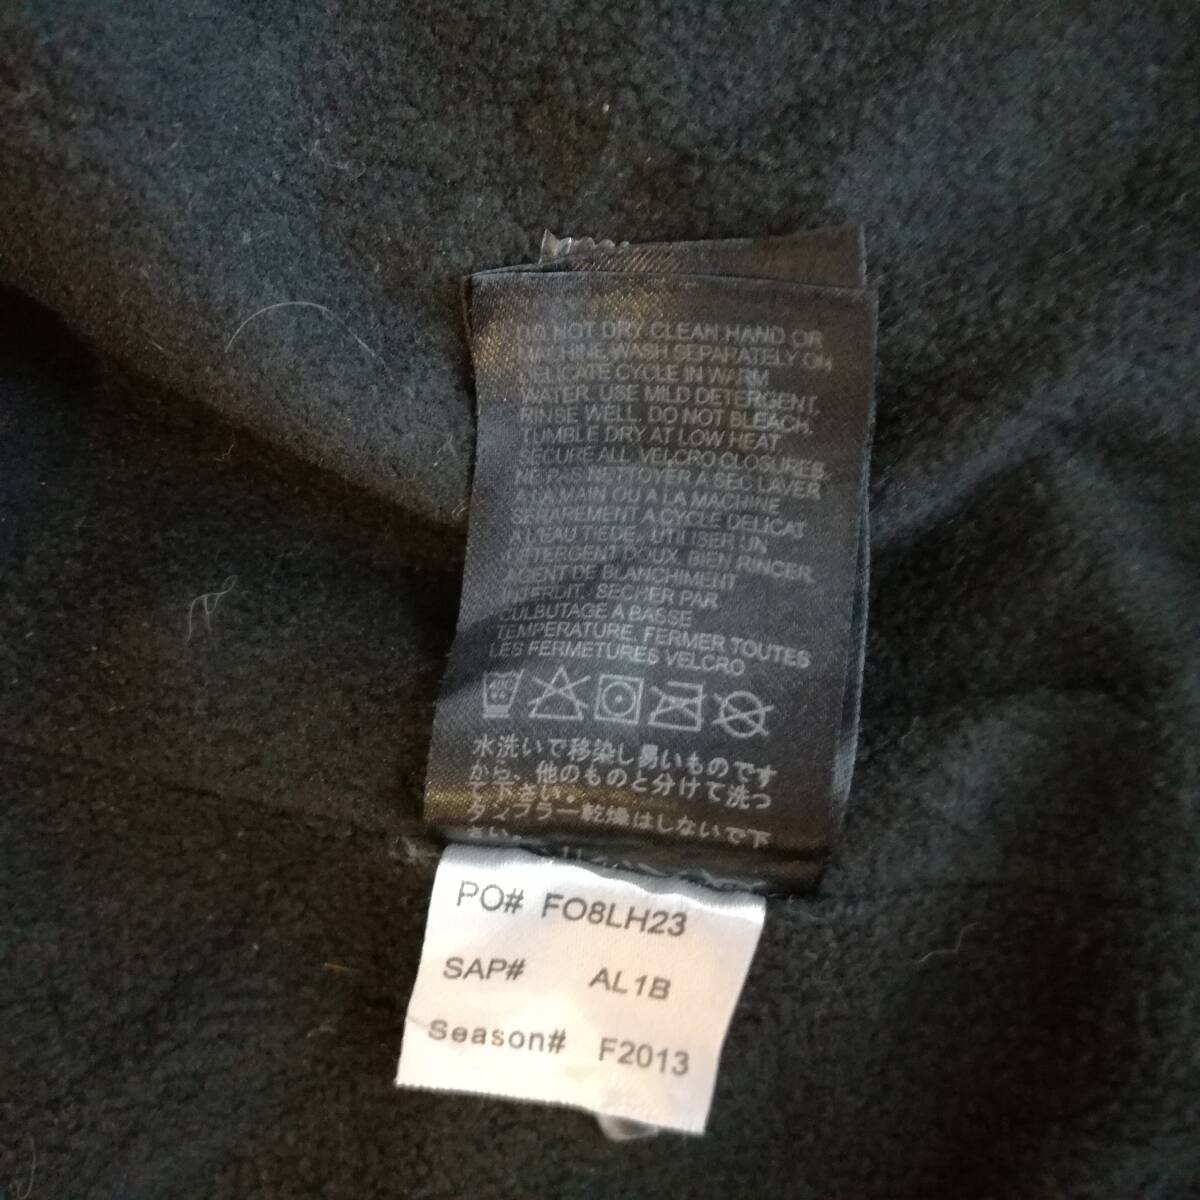 DO NOT DRY CLEAN HAND OR
MACHINE WASH SEPARATELY ON
DELICATE CYCLE IN WARM
WATER. USE MILD DETERGENT.
RINSE WELL. DO NOT BLEACH.
TUMBLE DRY AT LOW HEAT.
SECURE ALL VELCRO CLOSURES.
NE PAS NETTOYER A SEC LAVER
A LA MAIN OU A LA MACHINE
SEPAREMENT A CYCLE DELICAT
A L'EAU TIEDE, UTILISER UN
DETERGENT DOUX. BIEN RINCER.
AGENT DE BLANCHIMENT
INTERDIT. SECHER PAR
CULBUTAGE A BASSE
TEMPERATURE. FERMER TOUTES
LES FERMETURES VELCRO
水洗いで移染し易いものです
から、他のものと分けて洗っ
て下さい.
タンブラー乾燥はしないで下
さい.
PO# FO8LH23
SAP# AL1B
Season# F2013